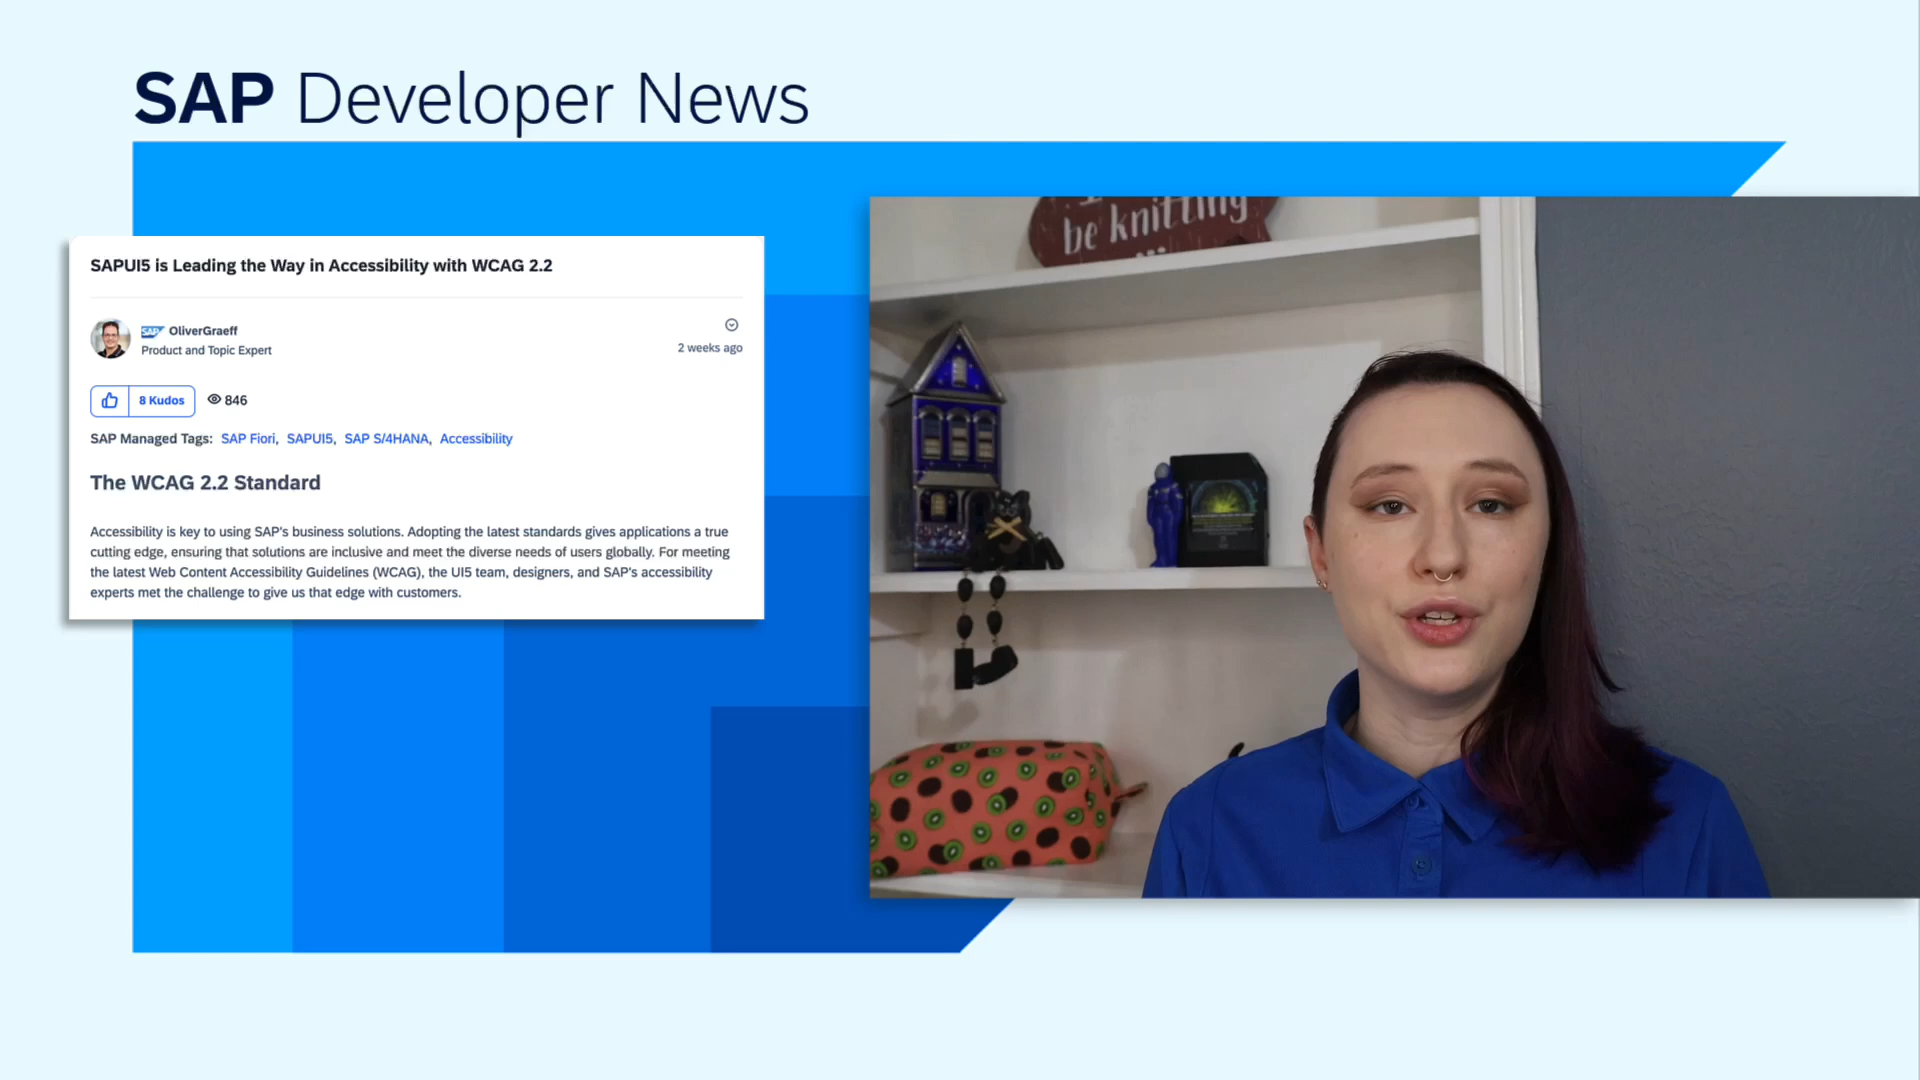 SAP Developer News
be knitting
SAPUI5 is Leading the Way in Accessibility with WCAG 2.2
SAP OliverGraeff
Product and Topic Expert
2 weeks ago
8 Kudos 846
SAP Managed Tags: SAP Fiori, SAPUI5, SAP S/4HANA, Accessibility
The WCAG 2.2 Standard
Accessibility is key to using SAP's business solutions. Adopting the latest standards gives applications a true
cutting edge, ensuring that solutions are inclusive and meet the diverse needs of users globally. For meeting
the latest Web Content Accessibility Guidelines (WCAG), the UI5 team, designers, and SAP's accessibility
experts met the challenge to give us that edge with customers.